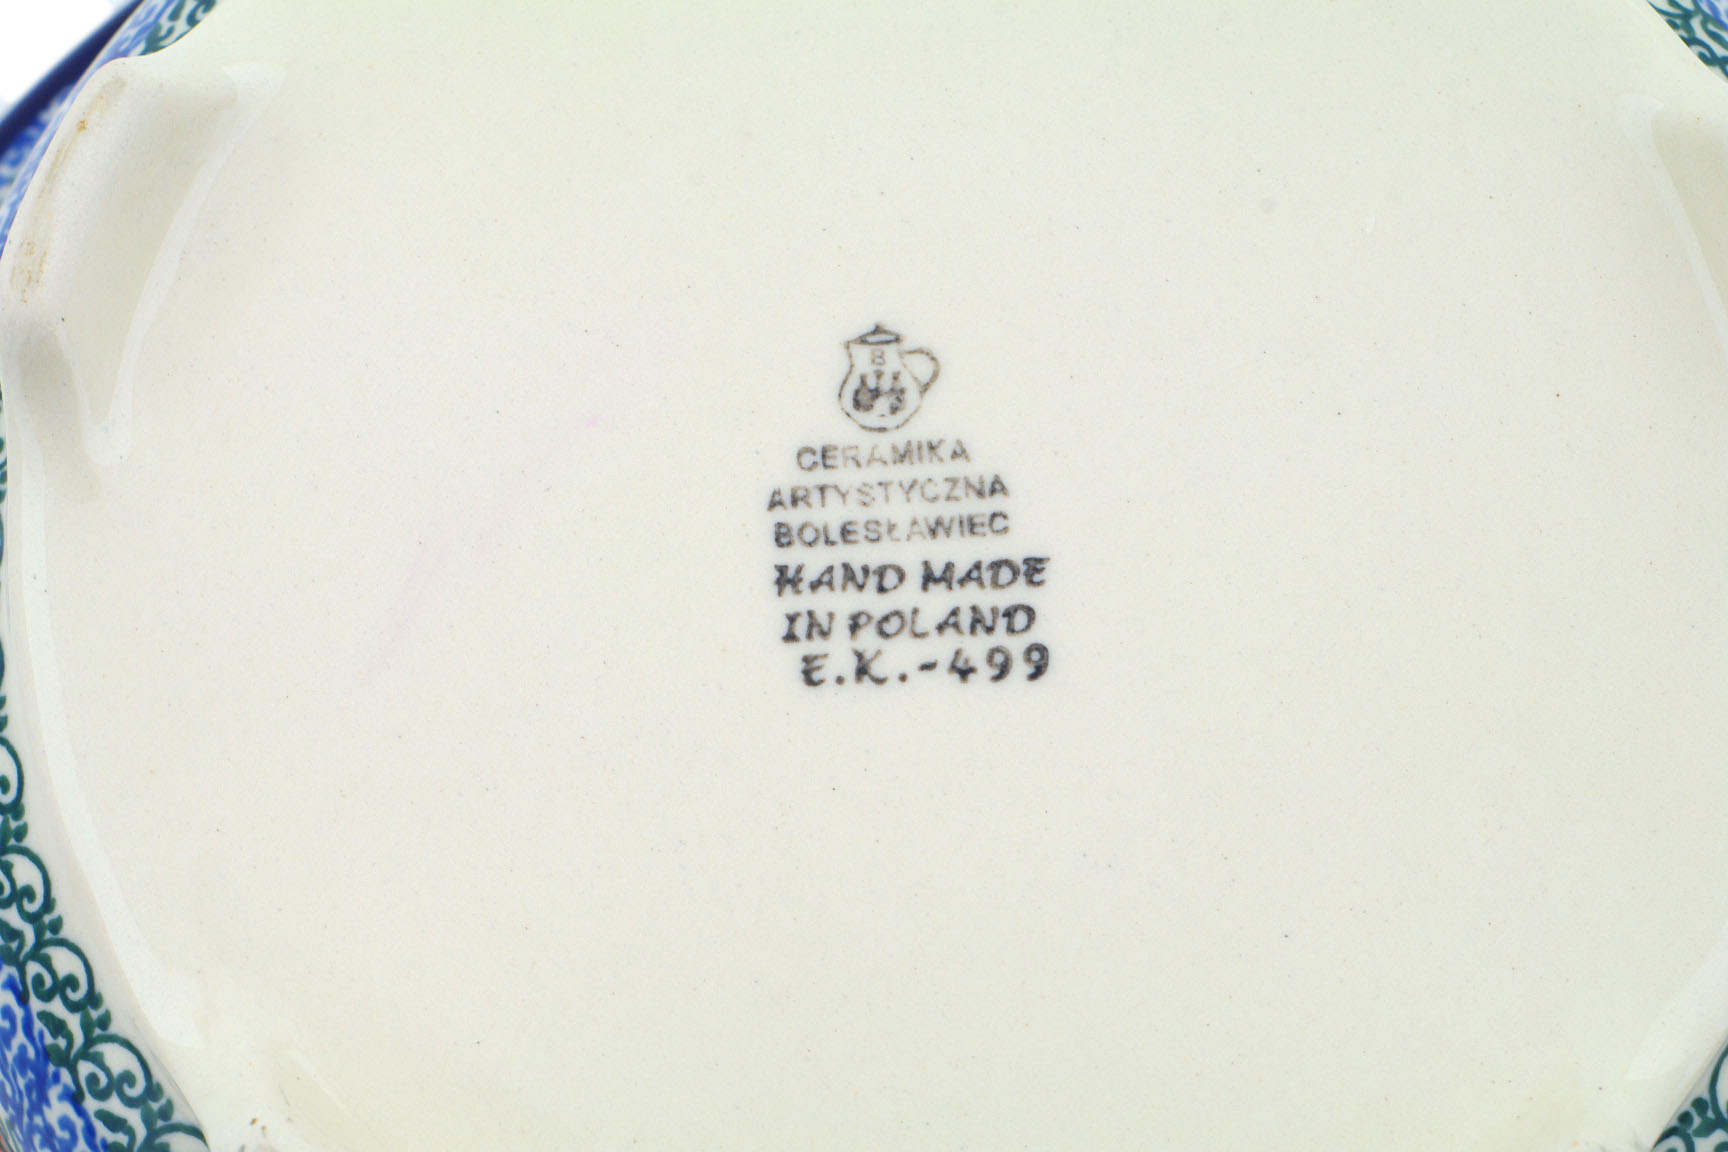 B
CERAMIKA
ARTYSTYCZNA
BOLESŁAWIEC
HAND MADE
IN POLAND
E.K.-499